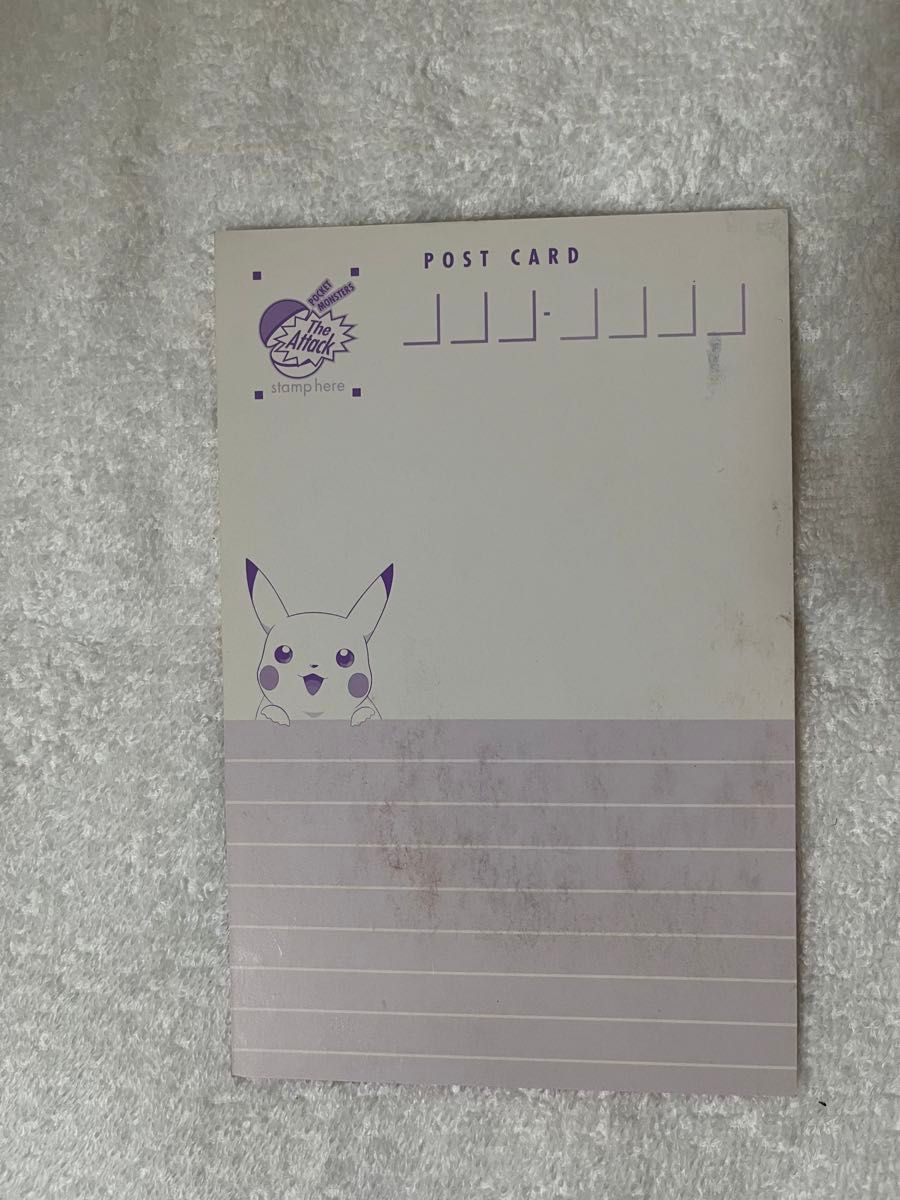 POST CARD
POCKET
MONSTERS
The
Attack
stamp here